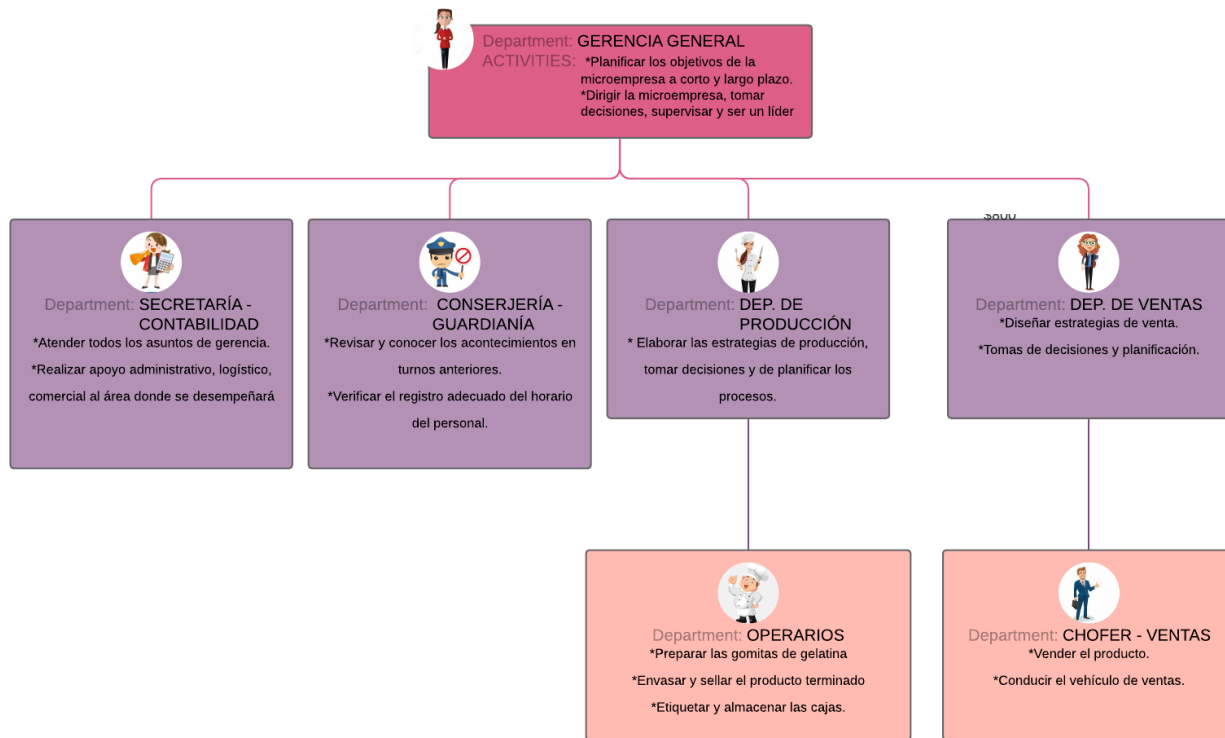 Department: GERENCIA GENERAL
ACTIVITIES: *Planificar los objetivos de la
microempresa a corto y largo plazo.
*Dirigir la microempresa, tomar
decisiones, supervisar y ser un líder
Department: SECRETARÍA -
CONTABILIDAD
*Atender todos los asuntos de gerencia.
*Realizar apoyo administrativo, logístico,
comercial al área donde se desempeñará
Department: CONSERJERÍA -
GUARDIANÍA
*Revisar y conocer los acontecimientos en
turnos anteriores.
*Verificar el registro adecuado del horario
del personal.
Department: DEP. DE
PRODUCCIÓN
* Elaborar las estrategias de producción,
tomar decisiones y de planificar los
procesos.
Department: DEP. DE VENTAS
*Diseñar estrategias de venta.
*Tomas de decisiones y planificación.
Department: OPERARIOS
*Preparar las gomitas de gelatina
*Envasar y sellar el producto terminado
*Etiquetar y almacenar las cajas.
Department: CHOFER - VENTAS
*Vender el producto.
*Conducir el vehículo de ventas.